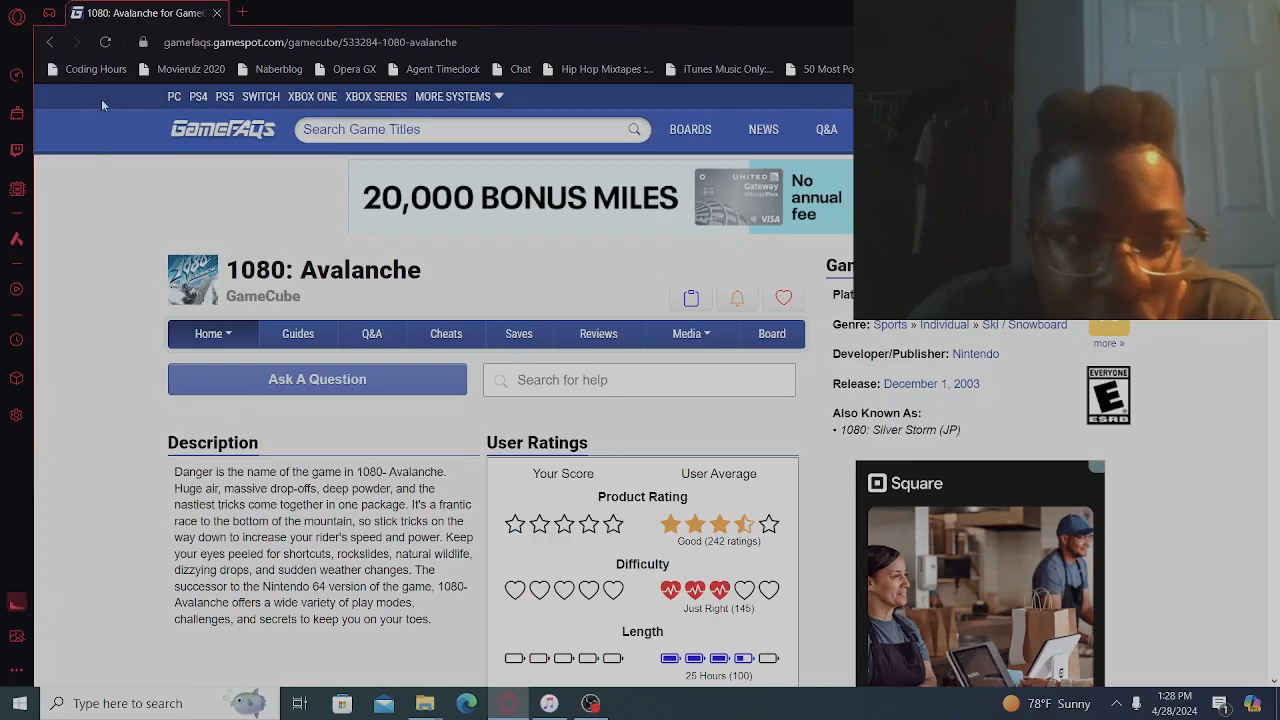 1080: Avalanche for GameC
gamefaqs.gamespot.com/gamecube/533284-1080-avalanche
Coding Hours
Movierulz 2020
Naberblog
Opera GX
Agent Timeclock
Chat
Hip Hop Mixtapes :...
iTunes Music Only:...
50 Most Po
PC PS4 PS5 SWITCH XBOX ONE XBOX SERIES MORE SYSTEMS
GameFAQs
Search Game Titles
BOARDS NEWS Q&A
20,000 BONUS MILES
UNITED
Gateway
MileagePlus
VISA
No
annual
fee
1080: Avalanche
GameCube
Home Guides Q&A Cheats Saves Reviews Media Board
Ask A Question
Search for help
Description
Danger is the name of the game in 1080- Avalanche.
Huge air, massive drop-offs, deep powder, and the
nastiest tricks come together in one package. It's a frantic
race to the bottom of the mountain, so stick tricks on the
way down to increase your rider's speed and power. Keep
your eyes peeled for shortcuts, rockslides, natural wildlife,
dizzying drops, and sudden weather changes. The
successor to the Nintendo 64 version of the game, 1080-
Avalanche offers a wide variety of play modes.
challenges, and secrets to keep you on your toes.
User Ratings
Your Score User Average
Product Rating
Good (242 ratings)
Difficulty
Just Right (145)
Length
25 Hours (100)
Gam
Plat
Genre: Sports » Individual » Ski / Snowboard
more »
Developer/Publisher: Nintendo
Release: December 1, 2003
Also Known As:
• 1080: Silver Storm (JP)
EVERYONE
E
ESRB
Square
Type here to search
78°F Sunny
1:28 PM
4/28/2024